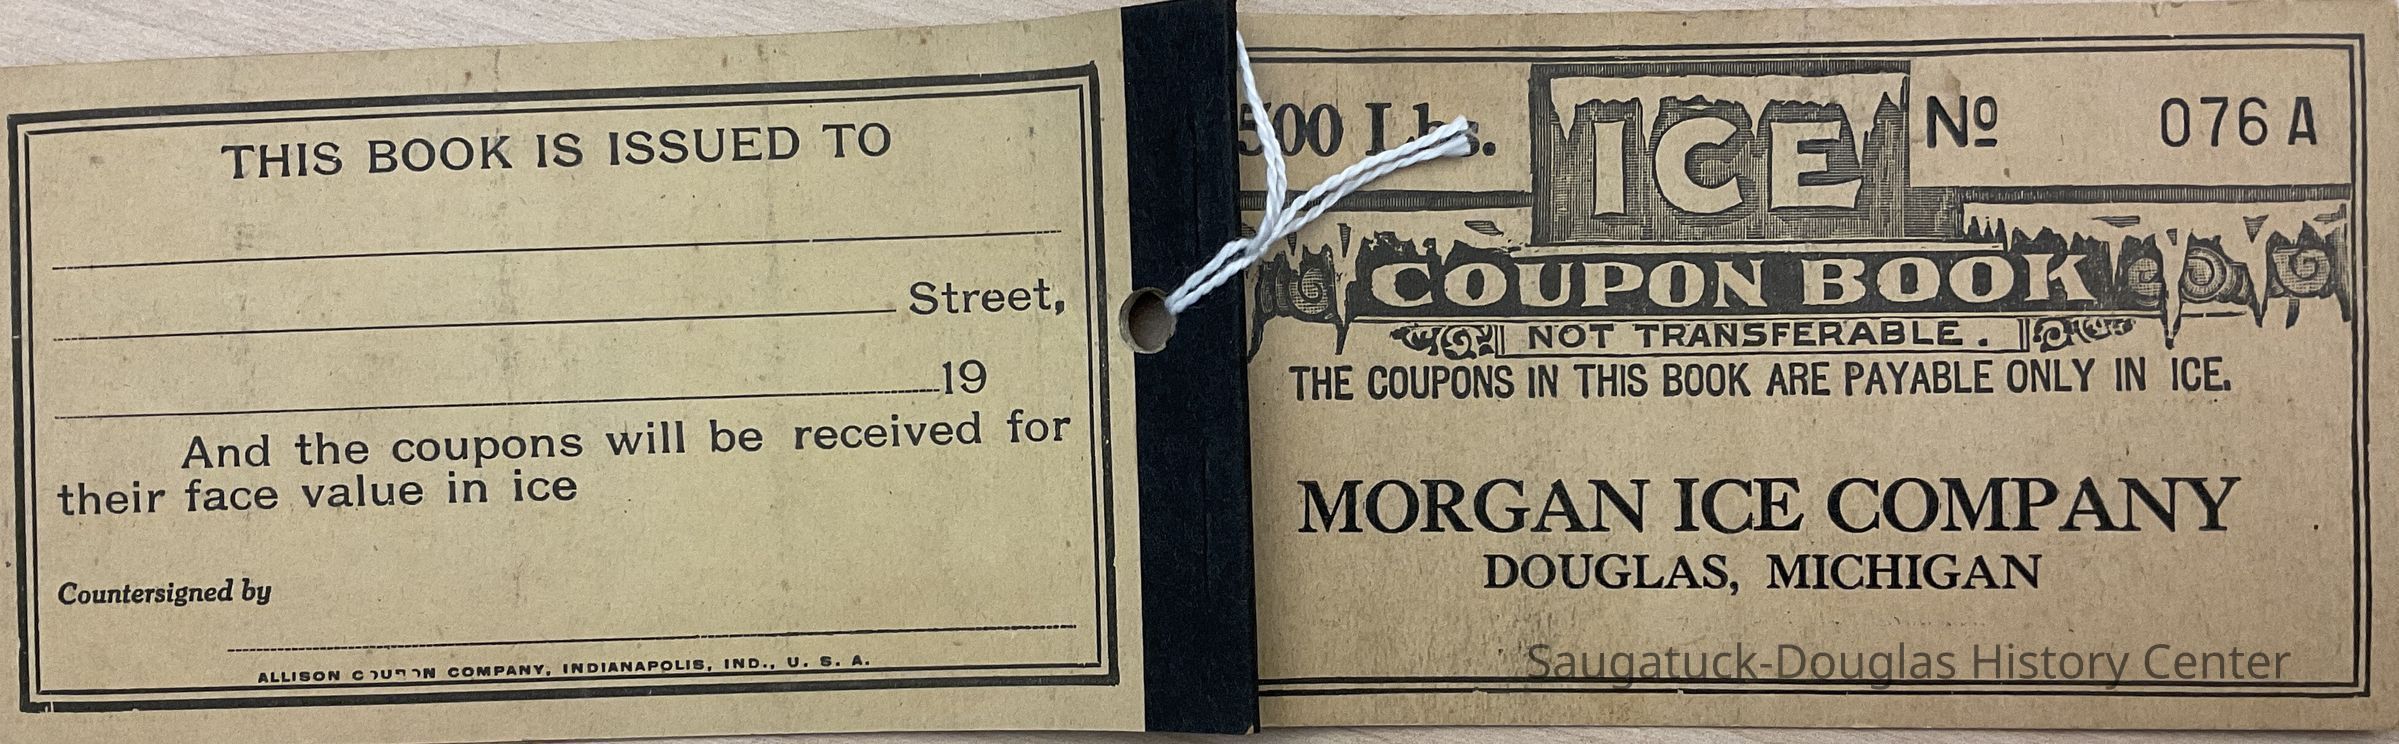 THIS BOOK IS ISSUED TO
Street,
19
And the coupons will be received for
their face value in ice
Countersigned by
ALLISON COUPON COMPANY, INDIANAPOLIS, IND., U. S. A.
500 Lbs.
ICE
Nº 076 A
COUPON BOOK
NOT TRANSFERABLE.
THE COUPONS IN THIS BOOK ARE PAYABLE ONLY IN ICE.
MORGAN ICE COMPANY
DOUGLAS, MICHIGAN
Saugatuck-Douglas History Center